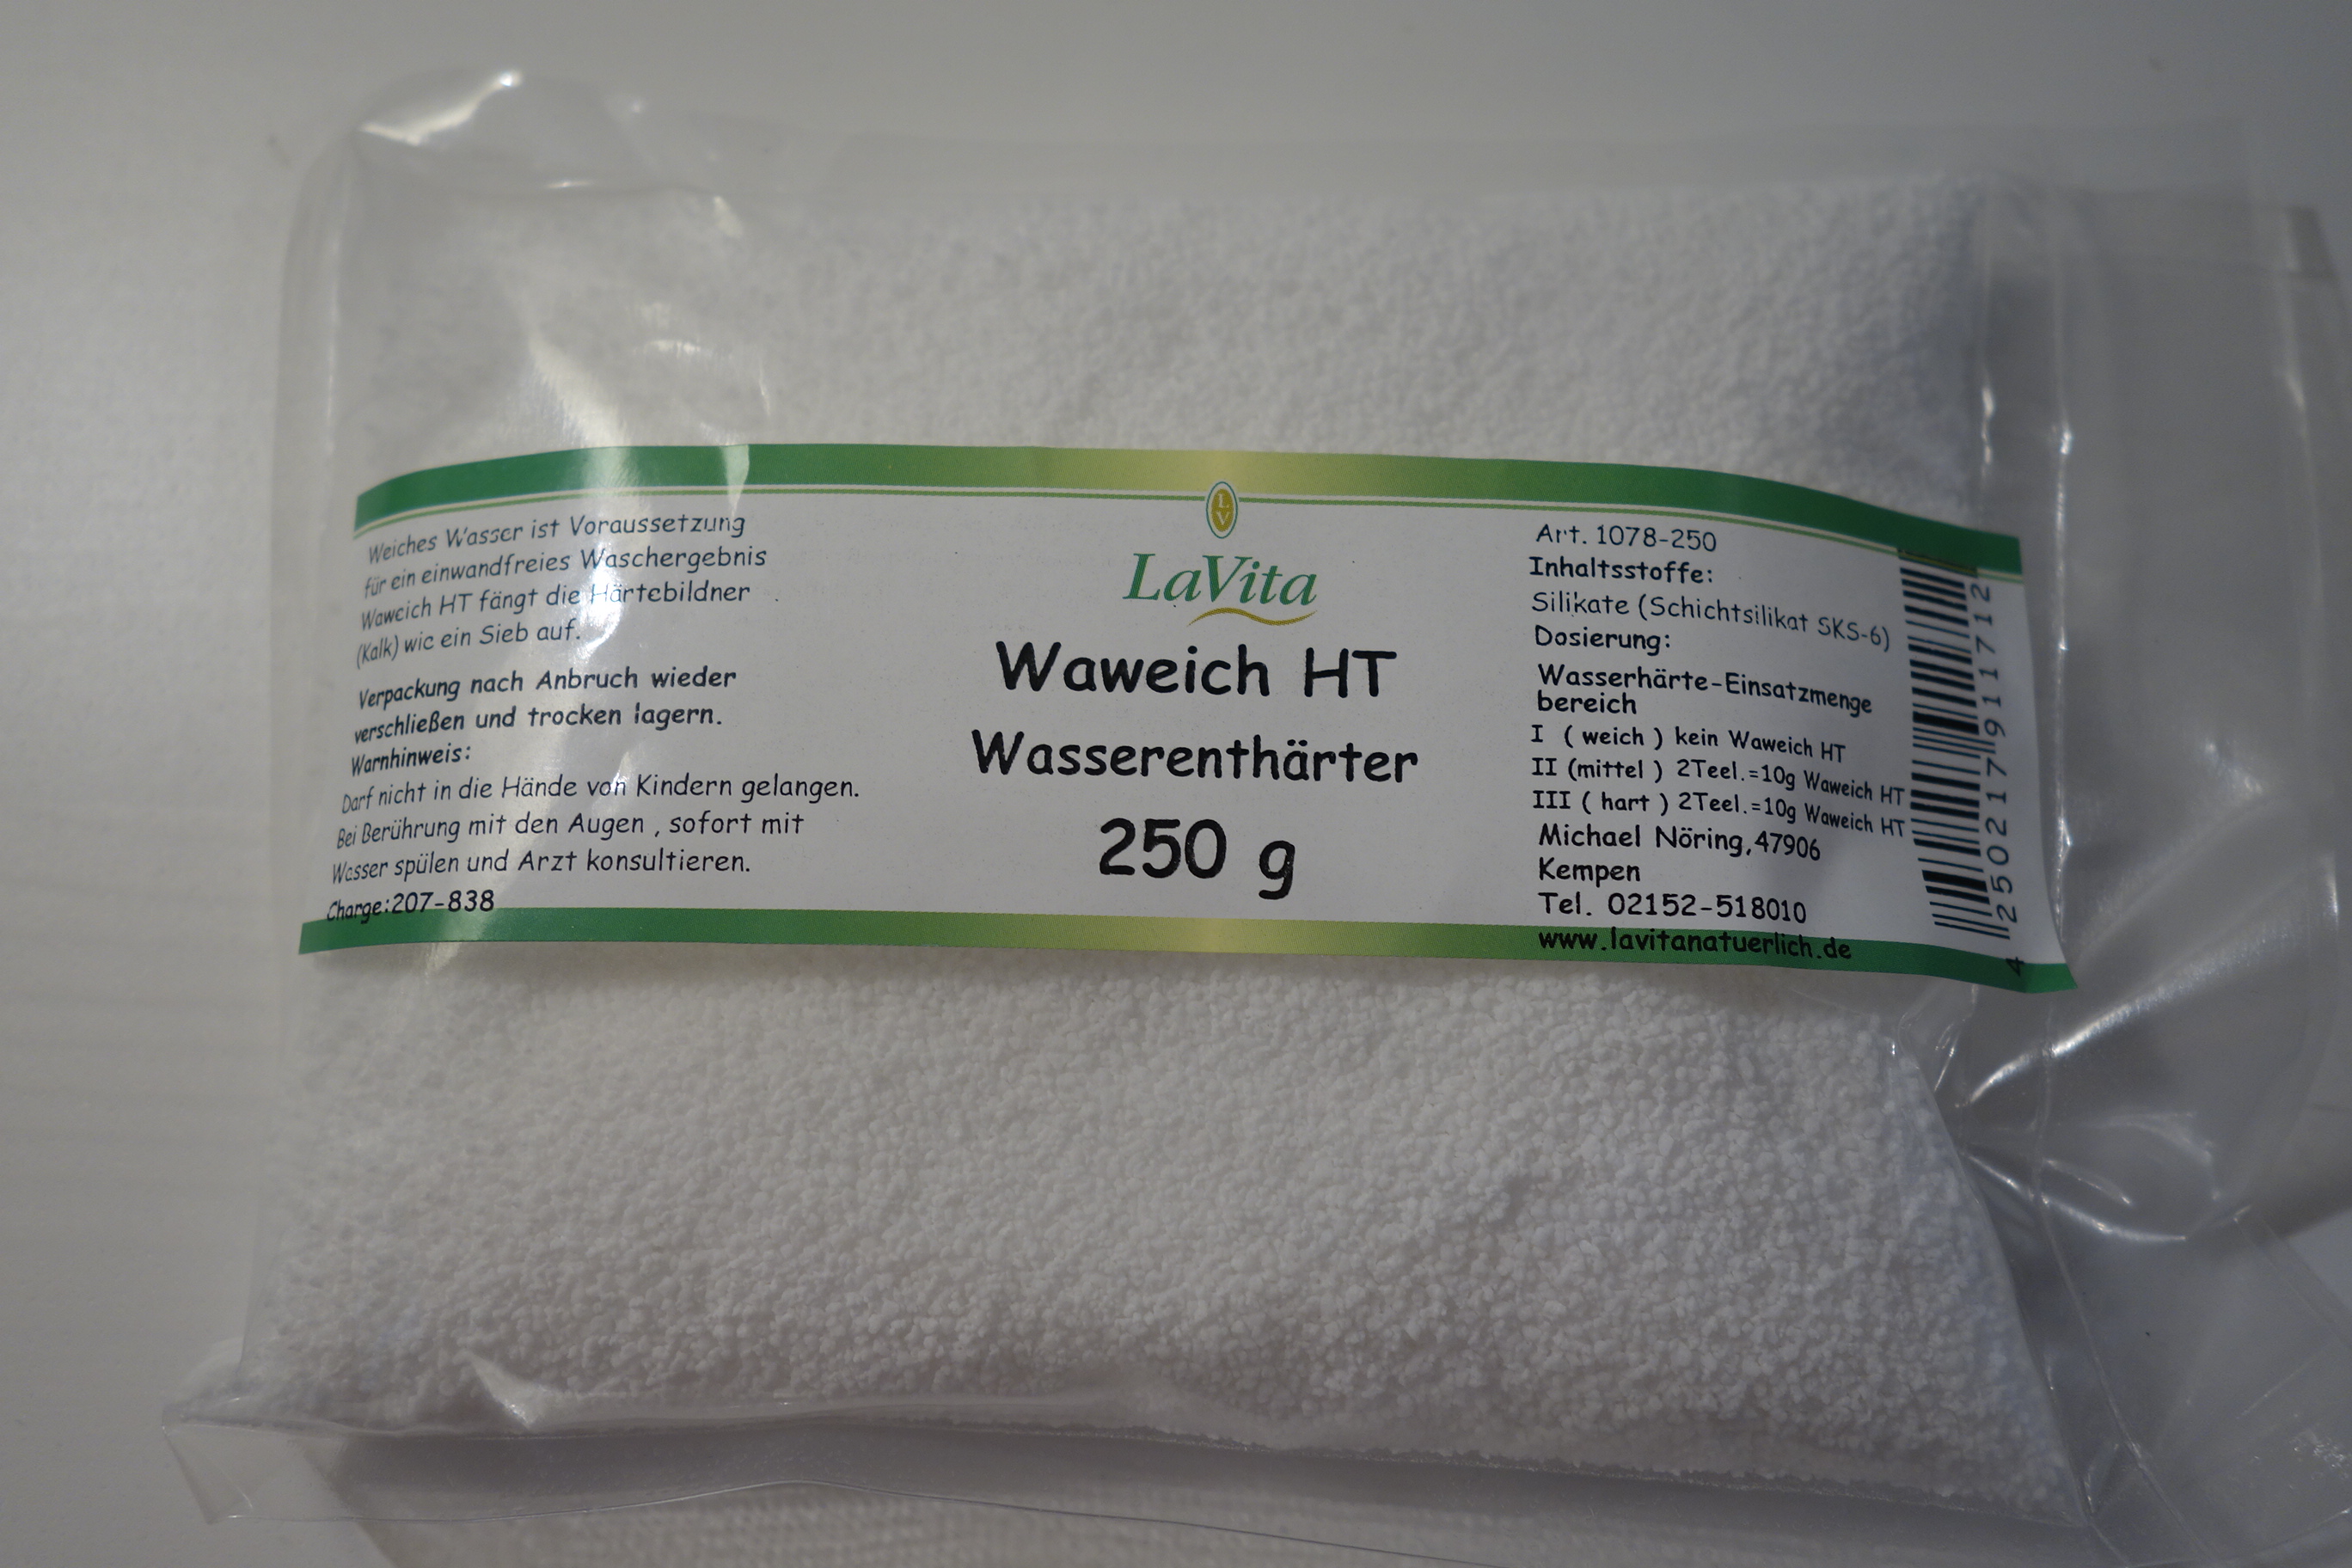 Weiches Wasser ist Voraussetzung
für ein einwandfreies Waschergebnis
Waweich HT fängt die Härtebildner
(Kalk) wie ein Sieb auf.
Verpackung nach Anbruch wieder
verschließen und trocken lagern.
Warnhinweis:
Darf nicht in die Hände von Kindern gelangen.
Bei Berührung mit den Augen , sofort mit
Wasser spülen und Arzt konsultieren.
Charge:207-838
LV
LaVita
Waweich HT
Wasserenthärter
250 g
Art. 1078-250
Inhaltsstoffe:
Silikate (Schichtsilikat SKS-6)
Dosierung:
Wasserhärte-Einsatzmenge
bereich
I ( weich ) kein Waweich HT
II (mittel ) 2Teel.=10g Waweich HT
III ( hart ) 2Teel.=10g Waweich HT
Michael Nöring,47906
Kempen
Tel. 02152-518010
www.lavitanatuerlich.de
4 250217 911712